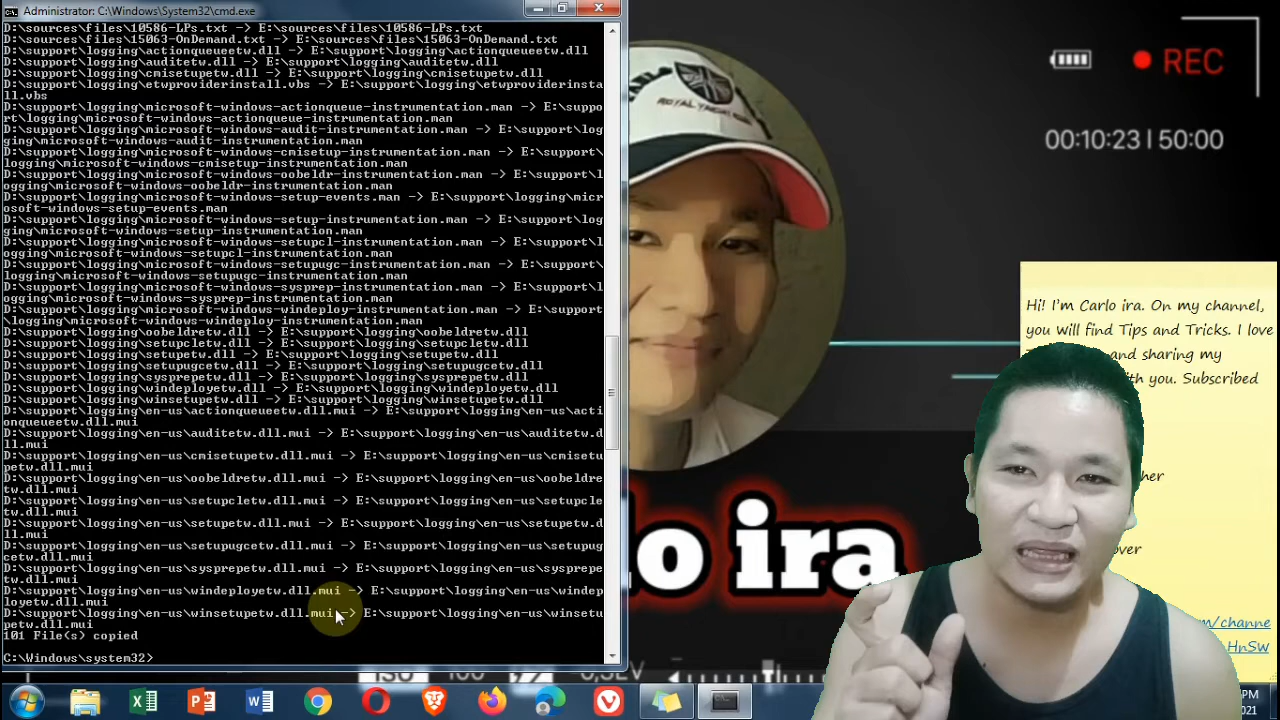 Administrator: C:\Windows\System32\cmd.exe
D:\sources\files\10586-LPs.txt -> E:\sources\files\10586-LPs.txt
D:\sources\files\15063-OnDemand.txt -> E:\sources\files\15063-OnDemand.txt
D:\support\logging\actionqueueetw.dll -> E:\support\logging\actionqueueetw.dll
D:\support\logging\auditetw.dll -> E:\support\logging\auditetw.dll
D:\support\logging\cmisetupetw.dll -> E:\support\logging\cmisetupetw.dll
D:\support\logging\etwproviderinstall.vbs -> E:\support\logging\etwproviderinsta
ll.vbs
D:\support\logging\microsoft-windows-actionqueue-instrumentation.man -> E:\suppo
rt\logging\microsoft-windows-actionqueue-instrumentation.man
D:\support\logging\microsoft-windows-audit-instrumentation.man -> E:\support\log
ging\microsoft-windows-audit-instrumentation.man
D:\support\logging\microsoft-windows-cmisetup-instrumentation.man -> E:\support\
logging\microsoft-windows-cmisetup-instrumentation.man
D:\support\logging\microsoft-windows-oobeldr-instrumentation.man -> E:\support\l
ogging\microsoft-windows-oobeldr-instrumentation.man
D:\support\logging\microsoft-windows-setup-events.man -> E:\support\logging\micr
osoft-windows-setup-events.man
D:\support\logging\microsoft-windows-setup-instrumentation.man -> E:\support\log
ging\microsoft-windows-setup-instrumentation.man
D:\support\logging\microsoft-windows-setupcl-instrumentation.man -> E:\support\l
ogging\microsoft-windows-setupcl-instrumentation.man
D:\support\logging\microsoft-windows-setupugc-instrumentation.man -> E:\support\
logging\microsoft-windows-setupugc-instrumentation.man
D:\support\logging\microsoft-windows-sysprep-instrumentation.man -> E:\support\l
ogging\microsoft-windows-sysprep-instrumentation.man
D:\support\logging\microsoft-windows-windeploy-instrumentation.man -> E:\support
\logging\microsoft-windows-windeploy-instrumentation.man
D:\support\logging\oobeldretw.dll -> E:\support\logging\oobeldretw.dll
D:\support\logging\setupcletw.dll -> E:\support\logging\setupcletw.dll
D:\support\logging\setupetw.dll -> E:\support\logging\setupetw.dll
D:\support\logging\setupugcetw.dll -> E:\support\logging\setupugcetw.dll
D:\support\logging\sysprepetw.dll -> E:\support\logging\sysprepetw.dll
D:\support\logging\windeployetw.dll -> E:\support\logging\windeployetw.dll
D:\support\logging\winsetupetw.dll -> E:\support\logging\winsetupetw.dll
D:\support\logging\en-us\actionqueueetw.dll.mui -> E:\support\logging\en-us\acti
onqueueetw.dll.mui
D:\support\logging\en-us\auditetw.dll.mui -> E:\support\logging\en-us\auditetw.d
ll.mui
D:\support\logging\en-us\cmisetupetw.dll.mui -> E:\support\logging\en-us\cmisetu
petw.dll.mui
D:\support\logging\en-us\oobeldretw.dll.mui -> E:\support\logging\en-us\oobeldre
tw.dll.mui
D:\support\logging\en-us\setupcletw.dll.mui -> E:\support\logging\en-us\setupcle
tw.dll.mui
D:\support\logging\en-us\setupetw.dll.mui -> E:\support\logging\en-us\setupetw.d
ll.mui
D:\support\logging\en-us\setupugcetw.dll.mui -> E:\support\logging\en-us\setupug
cetw.dll.mui
D:\support\logging\en-us\sysprepetw.dll.mui -> E:\support\logging\en-us\sysprepe
tw.dll.mui
D:\support\logging\en-us\windeployetw.dll.mui -> E:\support\logging\en-us\windep
loyetw.dll.mui
D:\support\logging\en-us\winsetupetw.dll.mui -> E:\support\logging\en-us\winsetu
petw.dll.mui
101 File(s) copied
C:\Windows\system32>
ROYAL YACHT
REC
00:10:23 | 50:00
Hi! I'm Carlo ira. On my channel,
you will find Tips and Tricks. I love
and sharing my
with you. Subscribed
lo ira
m/channe
HnSW
ISO
PM
2021